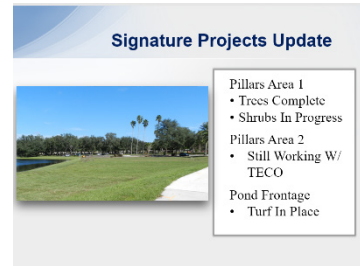 Signature Projects Update
Pillars Area 1
• Trees Complete
• Shrubs In Progress
Pillars Area 2
• Still Working W/
TECO
Pond Frontage
• Turf In Place